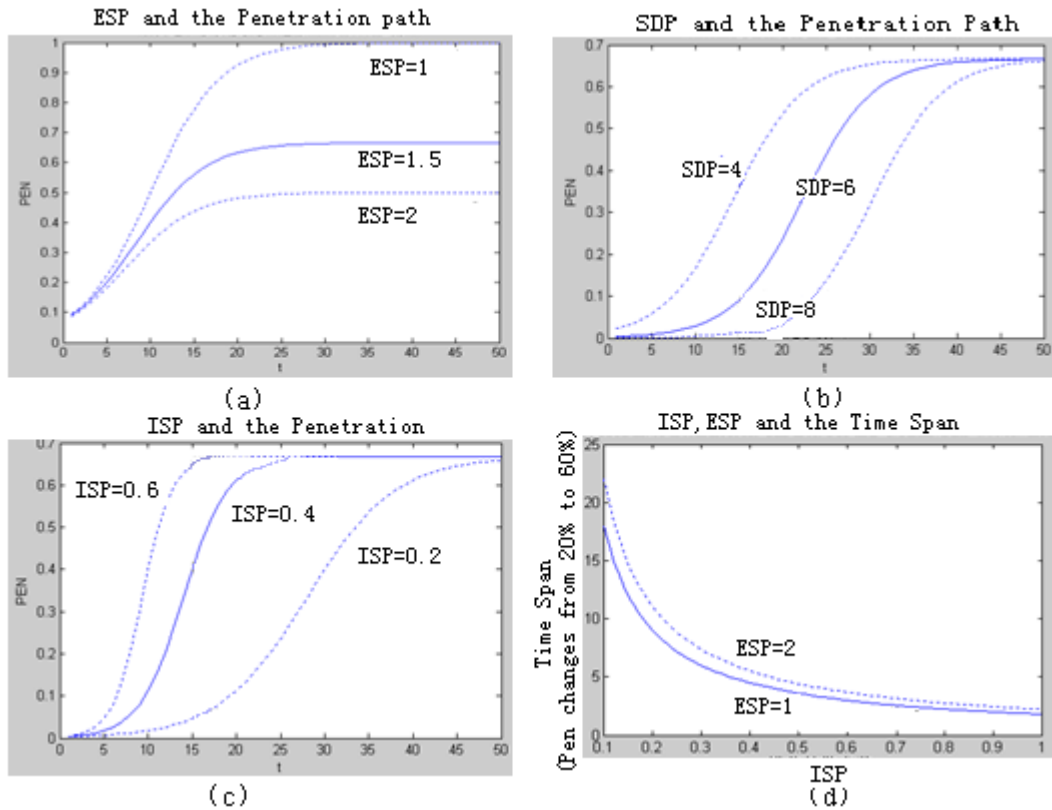 ESP and the Penetration path
1
0.9
0.8
0.7
0.6
0.5
0.4
0.3
0.2
0.1
0
PEN
ESP=1
ESP=1.5
ESP=2
0 5 10 15 20 25 30 35 40 45 50
t
(a)
SDP and the Penetration Path
0.7
0.6
0.5
0.4
0.3
0.2
0.1
0
PEN
SDP=4
SDP=6
SDP=8
0 5 10 15 20 25 30 35 40 45 50
t
(b)
ISP and the Penetration
0.7
0.6
0.5
0.4
0.3
0.2
0.1
0
PEN
ISP=0.6
ISP=0.4
ISP=0.2
0 5 10 15 20 25 30 35 40 45 50
t
(c)
ISP,ESP and the Time Span
25
20
15
10
5
0
Time Span
(Pen changes from 20% to 60%)
ESP=2
ESP=1
0.1 0.2 0.3 0.4 0.5 0.6 0.7 0.8 0.9 1
ISP
(d)